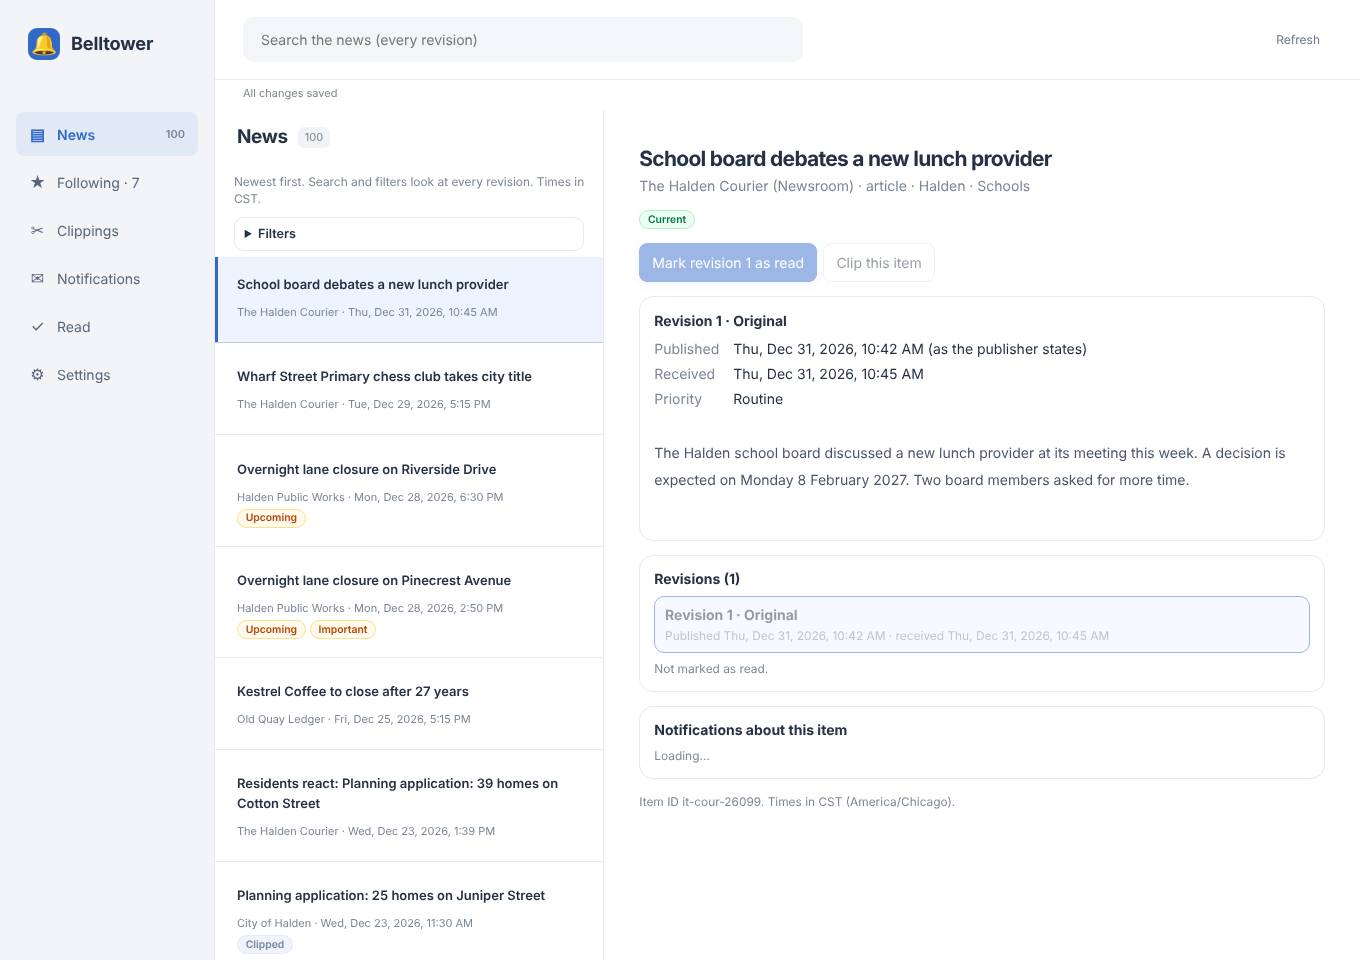 Belltower
Search the news (every revision)
Refresh
All changes saved
News 100
Following · 7
Clippings
Notifications
Read
Settings
News 100
Newest first. Search and filters look at every revision. Times in
CST.
Filters
School board debates a new lunch provider
The Halden Courier · Thu, Dec 31, 2026, 10:45 AM
Wharf Street Primary chess club takes city title
The Halden Courier · Tue, Dec 29, 2026, 5:15 PM
Overnight lane closure on Riverside Drive
Halden Public Works · Mon, Dec 28, 2026, 6:30 PM
Upcoming
Overnight lane closure on Pinecrest Avenue
Halden Public Works · Mon, Dec 28, 2026, 2:50 PM
Upcoming Important
Kestrel Coffee to close after 27 years
Old Quay Ledger · Fri, Dec 25, 2026, 5:15 PM
Residents react: Planning application: 39 homes on
Cotton Street
The Halden Courier · Wed, Dec 23, 2026, 1:39 PM
Planning application: 25 homes on Juniper Street
City of Halden · Wed, Dec 23, 2026, 11:30 AM
Clipped
School board debates a new lunch provider
The Halden Courier (Newsroom) · article · Halden · Schools
Current
Mark revision 1 as read
Clip this item
Revision 1 · Original
Published Thu, Dec 31, 2026, 10:42 AM (as the publisher states)
Received Thu, Dec 31, 2026, 10:45 AM
Priority Routine
The Halden school board discussed a new lunch provider at its meeting this week. A decision is
expected on Monday 8 February 2027. Two board members asked for more time.
Revisions (1)
Revision 1 · Original
Published Thu, Dec 31, 2026, 10:42 AM · received Thu, Dec 31, 2026, 10:45 AM
Not marked as read.
Notifications about this item
Loading…
Item ID it-cour-26099. Times in CST (America/Chicago).